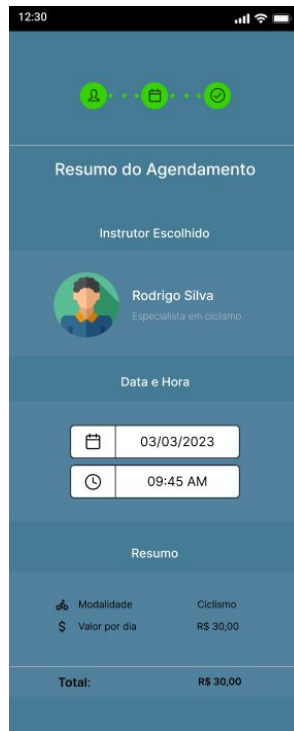 12:30
Resumo do Agendamento
Instrutor Escolhido
Rodrigo Silva
Especialista em ciclismo
Data e Hora
03/03/2023
09:45 AM
Resumo
Modalidade Ciclismo
$ Valor por dia R$ 30,00
Total: R$ 30,00